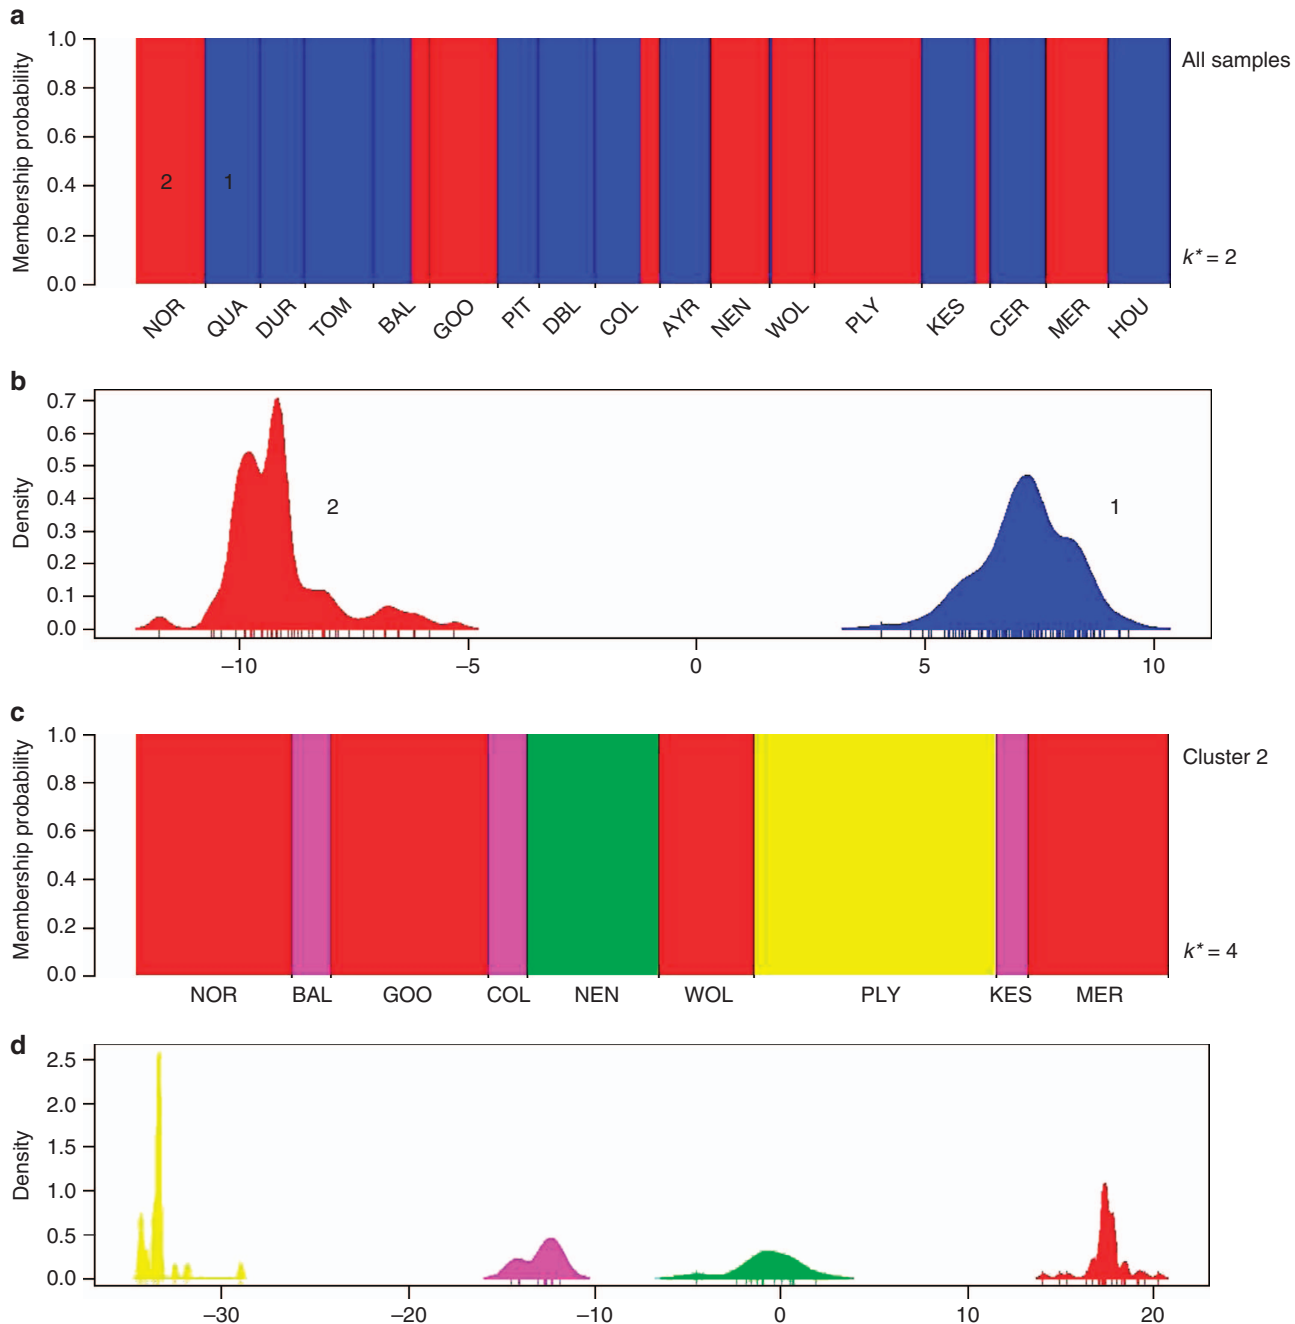 a
Membership probability
1.0
0.8
0.6
0.4
0.2
0.0
2
1
All samples
k* = 2
NOR QUA DUR TOM BAL GOO PIT DBL COL AYR NEN WOL PLY KES CER MER HOU
b
Density
0.7
0.6
0.5
0.4
0.3
0.2
0.1
0.0
2
1
−10 −5 0 5 10
c
Membership probability
1.0
0.8
0.6
0.4
0.2
0.0
Cluster 2
k* = 4
NOR BAL GOO COL NEN WOL PLY KES MER
d
Density
2.5
2.0
1.5
1.0
0.5
0.0
−30 −20 −10 0 10 20